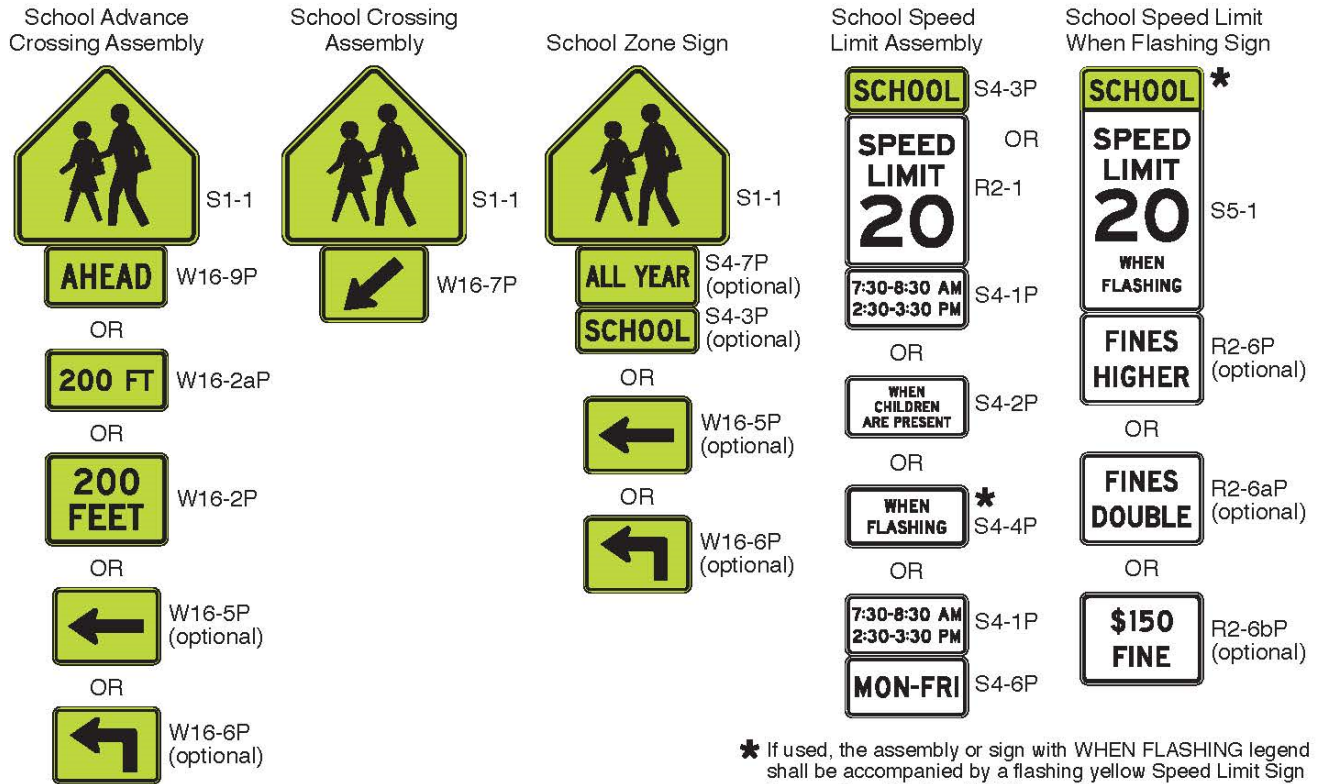 School Advance
Crossing Assembly
S1-1
AHEAD
W16-9P
OR
200 FT
W16-2aP
OR
200
FEET
W16-2P
OR
W16-5P
(optional)
OR
W16-6P
(optional)
School Crossing
Assembly
S1-1
W16-7P
School Zone Sign
S1-1
ALL YEAR
S4-7P
(optional)
SCHOOL
S4-3P
(optional)
OR
W16-5P
(optional)
OR
W16-6P
(optional)
School Speed
Limit Assembly
SCHOOL
S4-3P
OR
SPEED
LIMIT
20
R2-1
7:30-8:30 AM
2:30-3:30 PM
S4-1P
OR
WHEN
CHILDREN
ARE PRESENT
S4-2P
OR
WHEN
FLASHING
*
S4-4P
OR
7:30-8:30 AM
2:30-3:30 PM
S4-1P
MON-FRI
S4-6P
School Speed Limit
When Flashing Sign
SCHOOL
*
SPEED
LIMIT
20
WHEN
FLASHING
S5-1
FINES
HIGHER
R2-6P
(optional)
OR
FINES
DOUBLE
R2-6aP
(optional)
OR
$150
FINE
R2-6bP
(optional)
* If used, the assembly or sign with WHEN FLASHING legend
shall be accompanied by a flashing yellow Speed Limit Sign